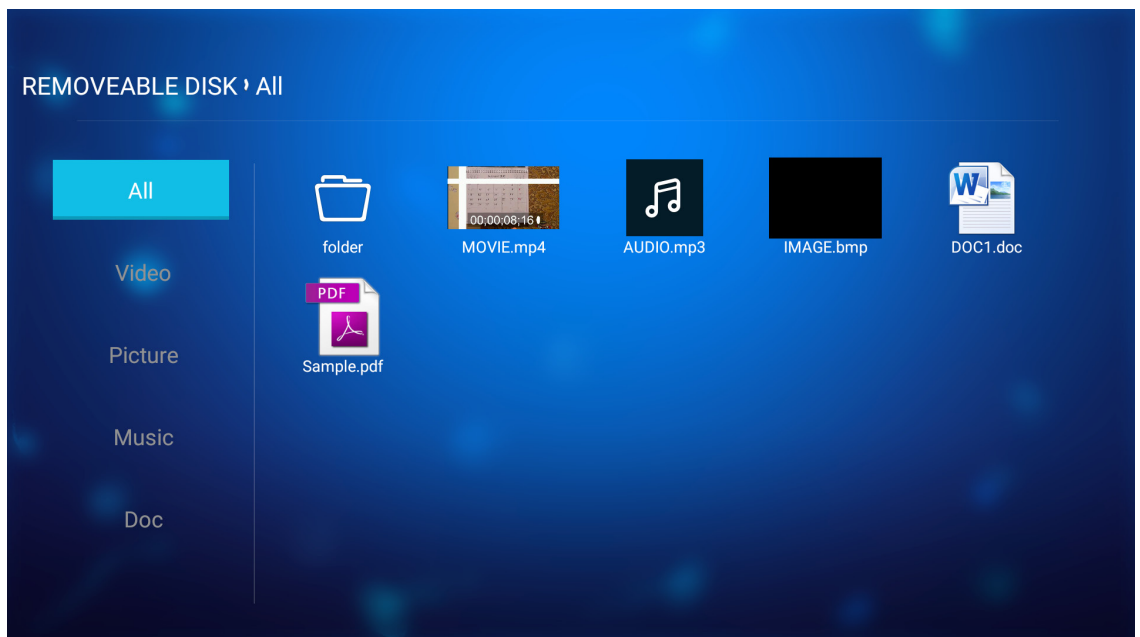 REMOVEABLE DISK All
All
Video
Picture
Music
Doc
folder
00;00;08;16
MOVIE.mp4
AUDIO.mp3
IMAGE.bmp
W
DOC1.doc
PDF
Sample.pdf